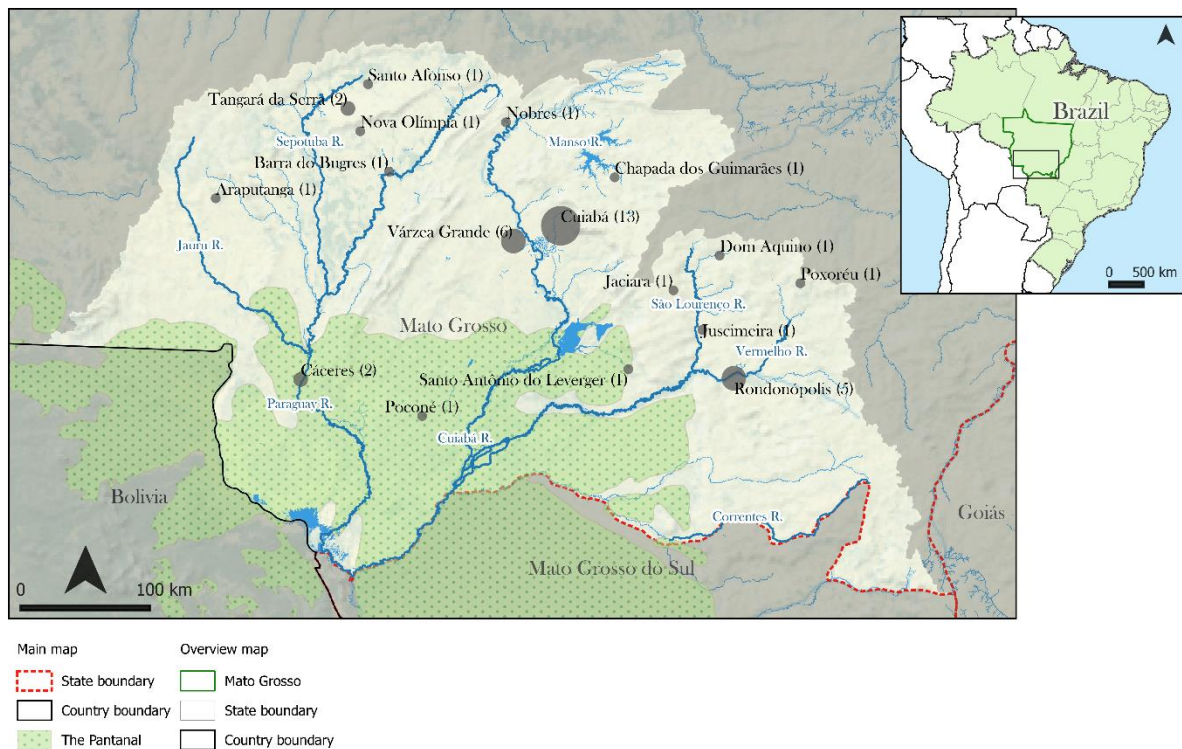 Santo Afonso (1)
Tangará da Serra (2)
Nova Olímpia (1)
Nobres (1)
Sepotuba R.
Manso R.
Barra do Bugres (1)
Chapada dos Guimarães (1)
Araputanga (1)
Cuiabá (13)
Várzea Grande (6)
Jauru R.
Dom Aquino (1)
Poxoréu (1)
Jaciara (1)
São Lourenço R.
Mato Grosso
Juscimeira (1)
Vermelho R.
Cáceres (2)
Santo Antônio do Leverger (1)
Rondonópolis (5)
Paraguay R.
Poconé (1)
Cuiabá R.
Bolivia
Correntes R.
Goiás
Mato Grosso do Sul
0 100 km
Brazil
0 500 km
Main map
State boundary
Country boundary
The Pantanal
Overview map
Mato Grosso
State boundary
Country boundary